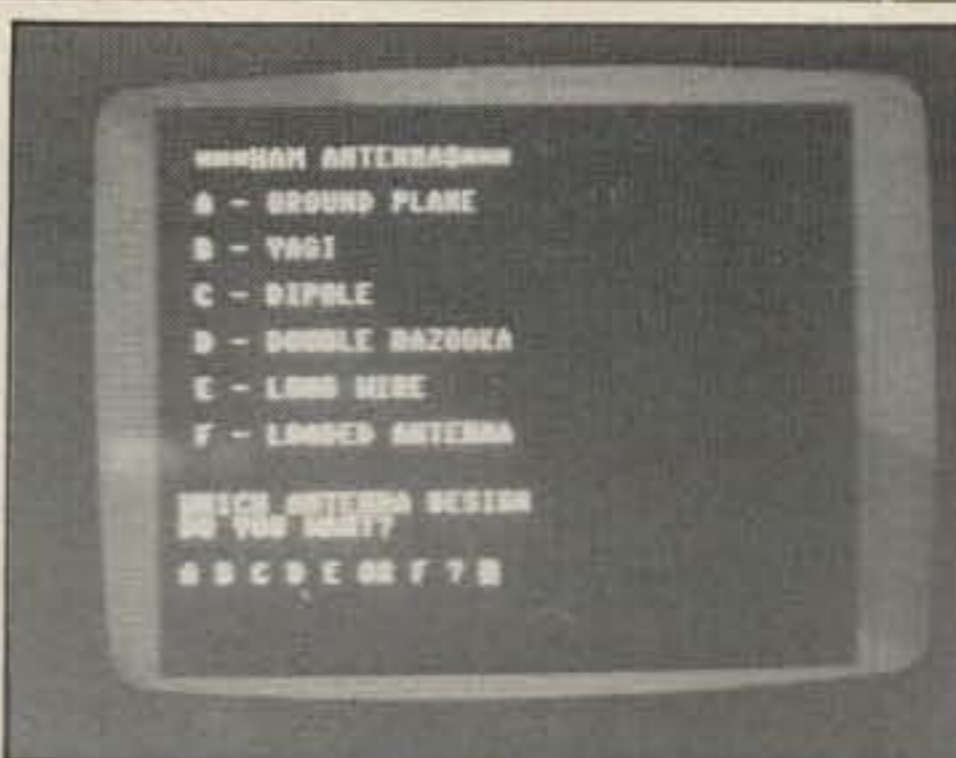 ***HAM ANTENNAS***
A - GROUND PLANE
B - YAGI
C - DIPOLE
D - DOUBLE BAZOOKA
E - LONG WIRE
F - LOADED ANTENNA
WHICH ANTENNA DESIGN
DO YOU WANT?
A B C D E OR F ?